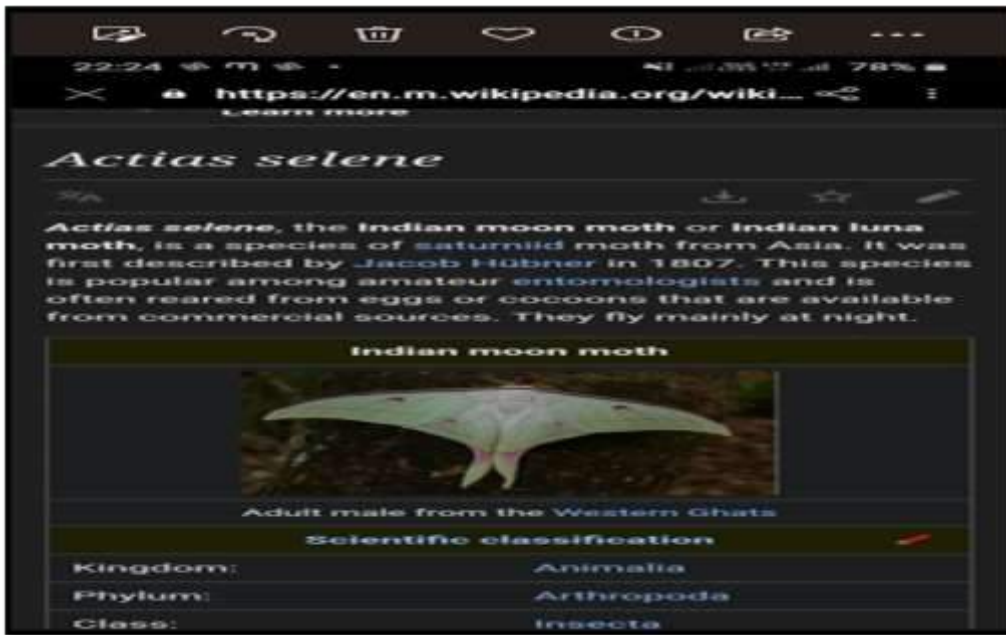 22:24
78%
https://en.m.wikipedia.org/wiki...
Learn more
Actias selene
Actias selene, the Indian moon moth or Indian luna
moth, is a species of saturniid moth from Asia. It was
first described by Jacob Hübner in 1807. This species
is popular among amateur entomologists and is
often reared from eggs or cocoons that are available
from commercial sources. They fly mainly at night.
Indian moon moth
Adult male from the Western Ghats
Scientific classification
Kingdom: Animalia
Phylum: Arthropoda
Class: Insecta